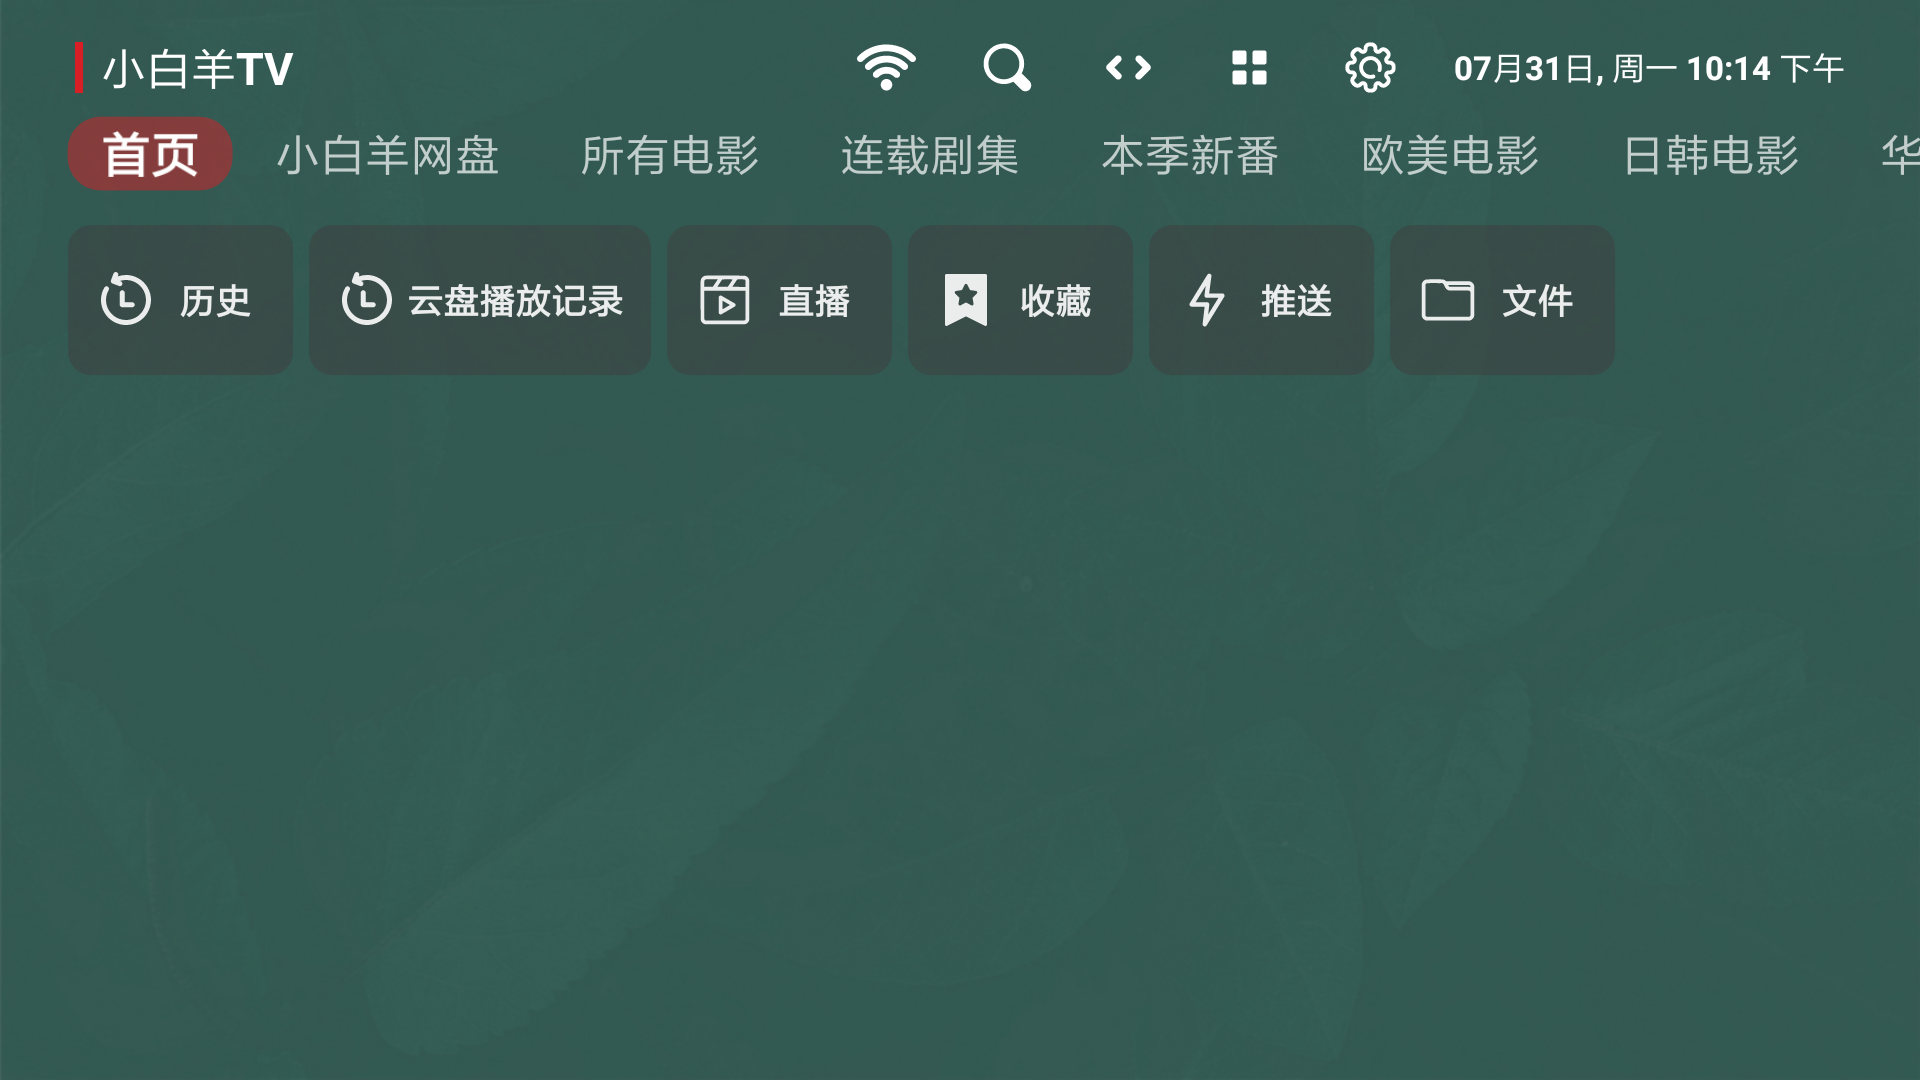 小白羊TV 07月31日, 周一 10:14 下午
首页 小白羊网盘 所有电影 连载剧集 本季新番 欧美电影 日韩电影 华
历史 云盘播放记录 直播 收藏 推送 文件